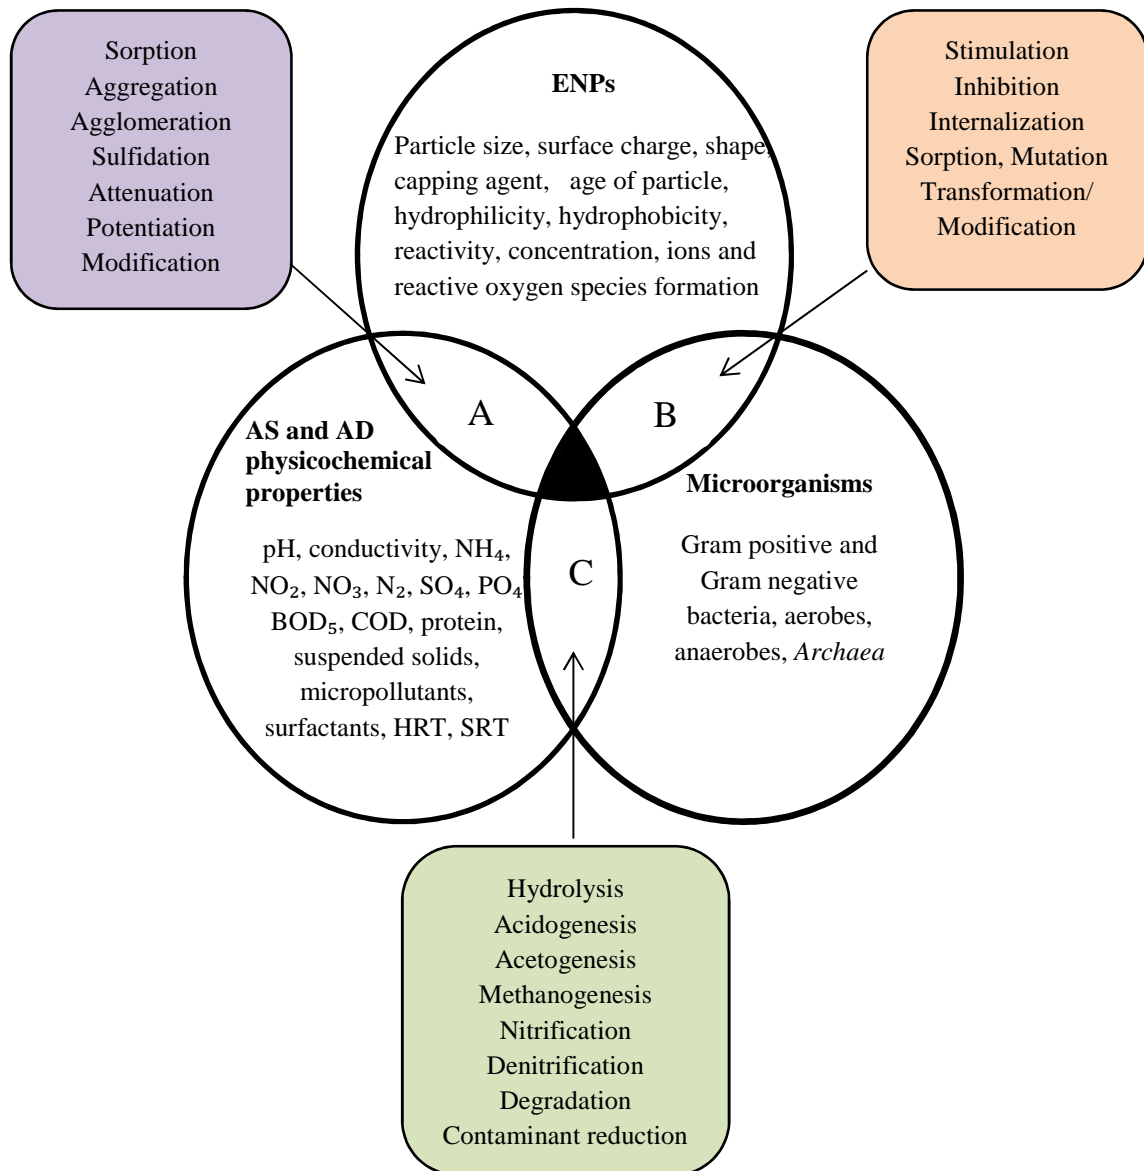 Sorption
Aggregation
Agglomeration
Sulfidation
Attenuation
Potentiation
Modification
ENPs
Particle size, surface charge, shape,
capping agent, age of particle,
hydrophilicity, hydrophobicity,
reactivity, concentration, ions and
reactive oxygen species formation
Stimulation
Inhibition
Internalization
Sorption, Mutation
Transformation/
Modification
A
B
AS and AD
physicochemical
properties
pH, conductivity, NH₄,
NO₂, NO₃, N₂, SO₄, PO₄
BOD₅, COD, protein,
suspended solids,
micropollutants,
surfactants, HRT, SRT
C
Microorganisms
Gram positive and
Gram negative
bacteria, aerobes,
anaerobes, Archaea
Hydrolysis
Acidogenesis
Acetogenesis
Methanogenesis
Nitrification
Denitrification
Degradation
Contaminant reduction